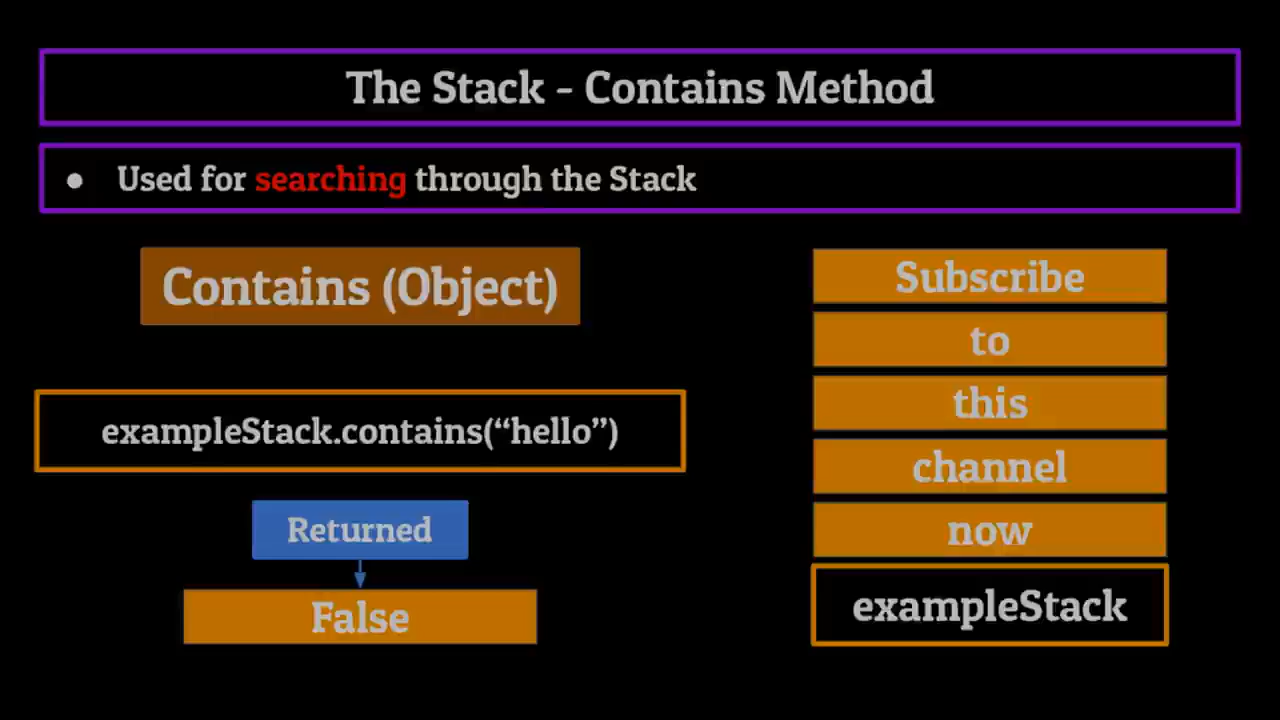 The Stack - Contains Method
● Used for searching through the Stack
Contains (Object)
exampleStack.contains(“hello”)
Returned
False
Subscribe
to
this
channel
now
exampleStack